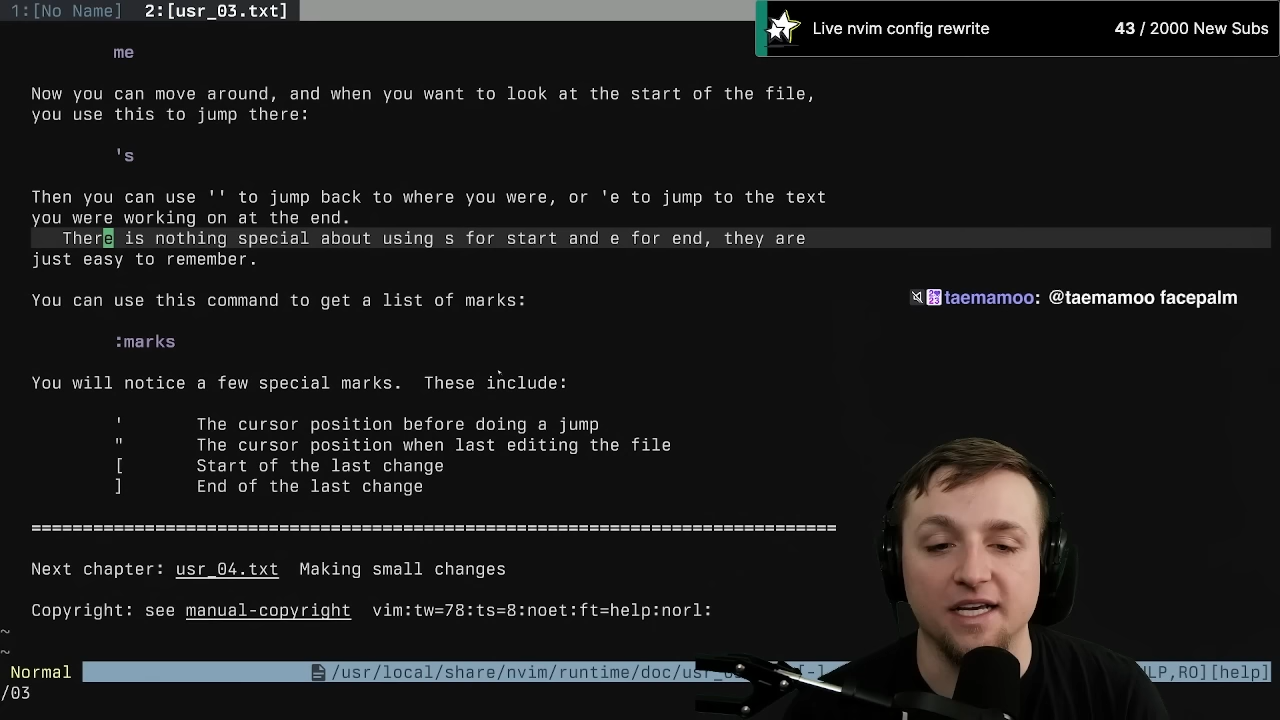 1:[No Name]  2:[usr_03.txt]
Live nvim config rewrite 43 / 2000 New Subs
me
Now you can move around, and when you want to look at the start of the file,
you use this to jump there:
's
Then you can use '' to jump back to where you were, or 'e to jump to the text
you were working on at the end.
There is nothing special about using s for start and e for end, they are
just easy to remember.
You can use this command to get a list of marks:
taemamoo: @taemamoo facepalm
:marks
You will notice a few special marks.  These include:
' The cursor position before doing a jump
" The cursor position when last editing the file
[ Start of the last change
] End of the last change
==============================================================================
Next chapter: usr_04.txt  Making small changes
Copyright: see manual-copyright  vim:tw=78:ts=8:noet:ft=help:norl:
~
~
Normal /usr/local/share/nvim/runtime/doc/us [-] LP,RO][help]
/03